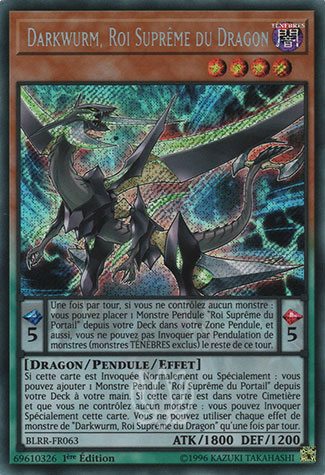 Darkwurm, Roi Suprême du Dragon
TÉNÈBRES
闇
Une fois par tour, si vous ne contrôlez aucun monstre :
vous pouvez placer 1 Monstre Pendule "Roi Suprême du
Portail" depuis votre Deck dans votre Zone Pendule, et
aussi, vous ne pouvez pas Invoquer par Pendulation de
monstres (monstres TÉNÈBRES exclus) le reste de ce tour.
5
5
[Dragon/Pendule/Effet]
Si cette carte est Invoquée Normalement ou Spécialement : vous
pouvez ajouter 1 Monstre Pendule "Roi Suprême du Portail" depuis
votre Deck à votre main. Si cette carte est dans votre Cimetière
et que vous ne contrôlez aucun monstre : vous pouvez Invoquer
Spécialement cette carte. Vous ne pouvez utiliser chaque effet de
monstre de "Darkwurm, Roi Suprême du Dragon" qu'une fois par tour.
BLRR-FR063
ATK/1800 DEF/1200
69610326
1ère Édition
©1996 KAZUKI TAKAHASHI